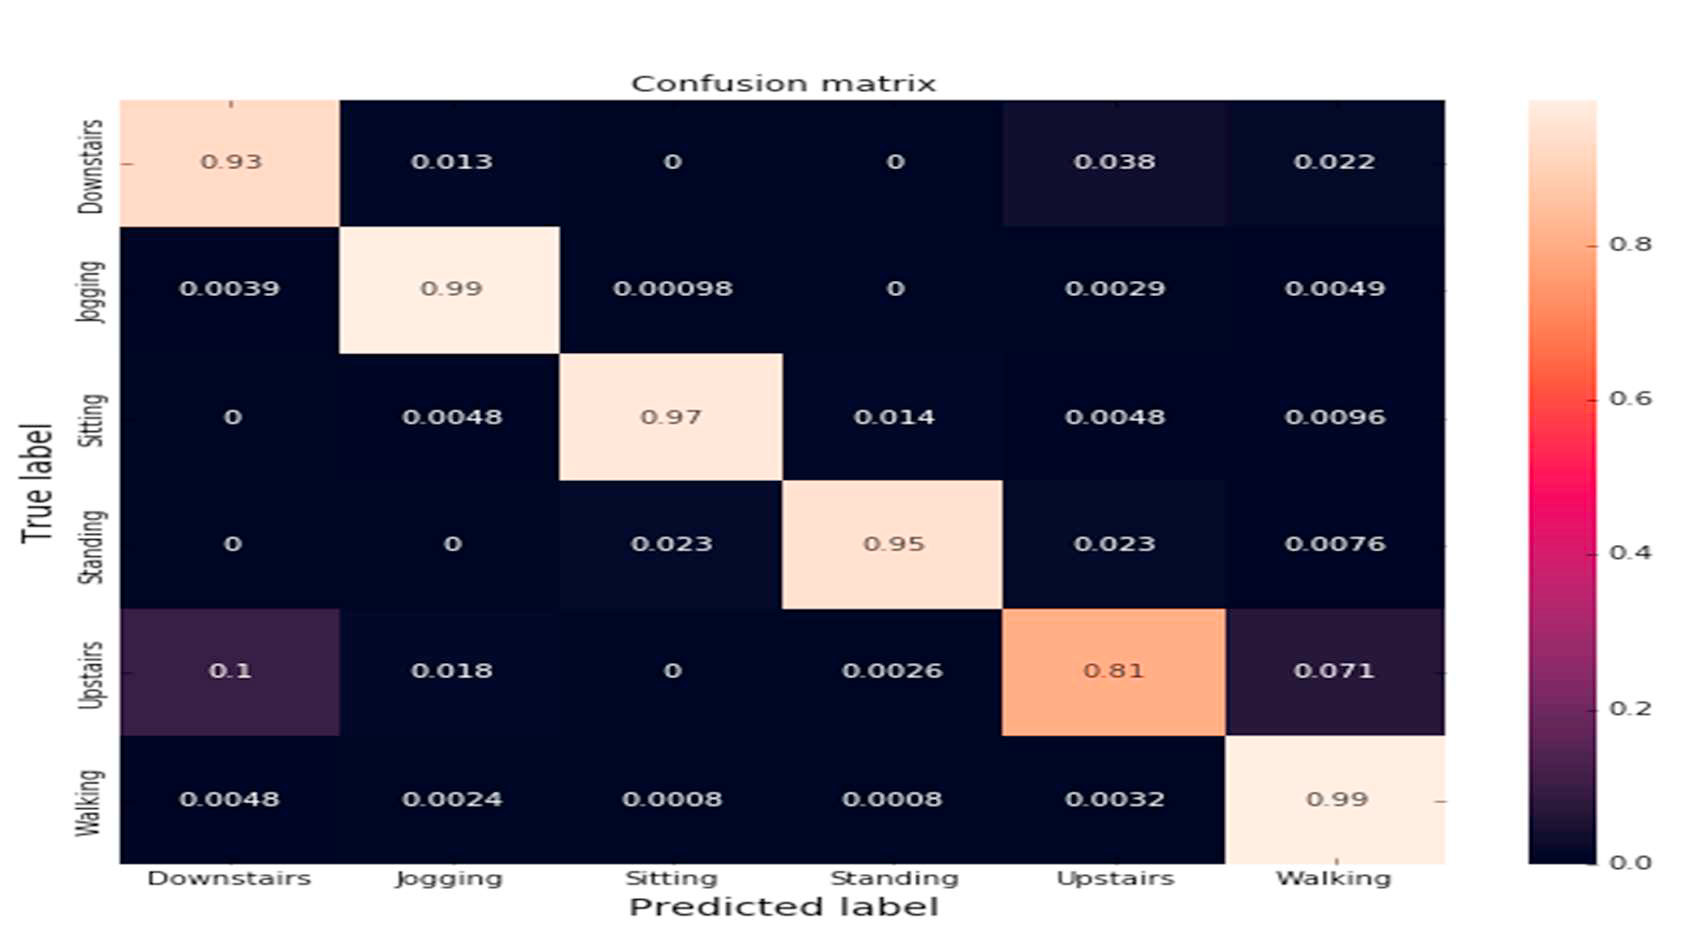 Confusion matrix
Downstairs 0.93 0.013 0 0 0.038 0.022
Jogging 0.0039 0.99 0.00098 0 0.0029 0.0049
Sitting 0 0.0048 0.97 0.014 0.0048 0.0096
Standing 0 0 0.023 0.95 0.023 0.0076
Upstairs 0.1 0.018 0 0.0026 0.81 0.071
Walking 0.0048 0.0024 0.0008 0.0008 0.0032 0.99
Downstairs Jogging Sitting Standing Upstairs Walking
Predicted label
True label
0.8
0.6
0.4
0.2
0.0